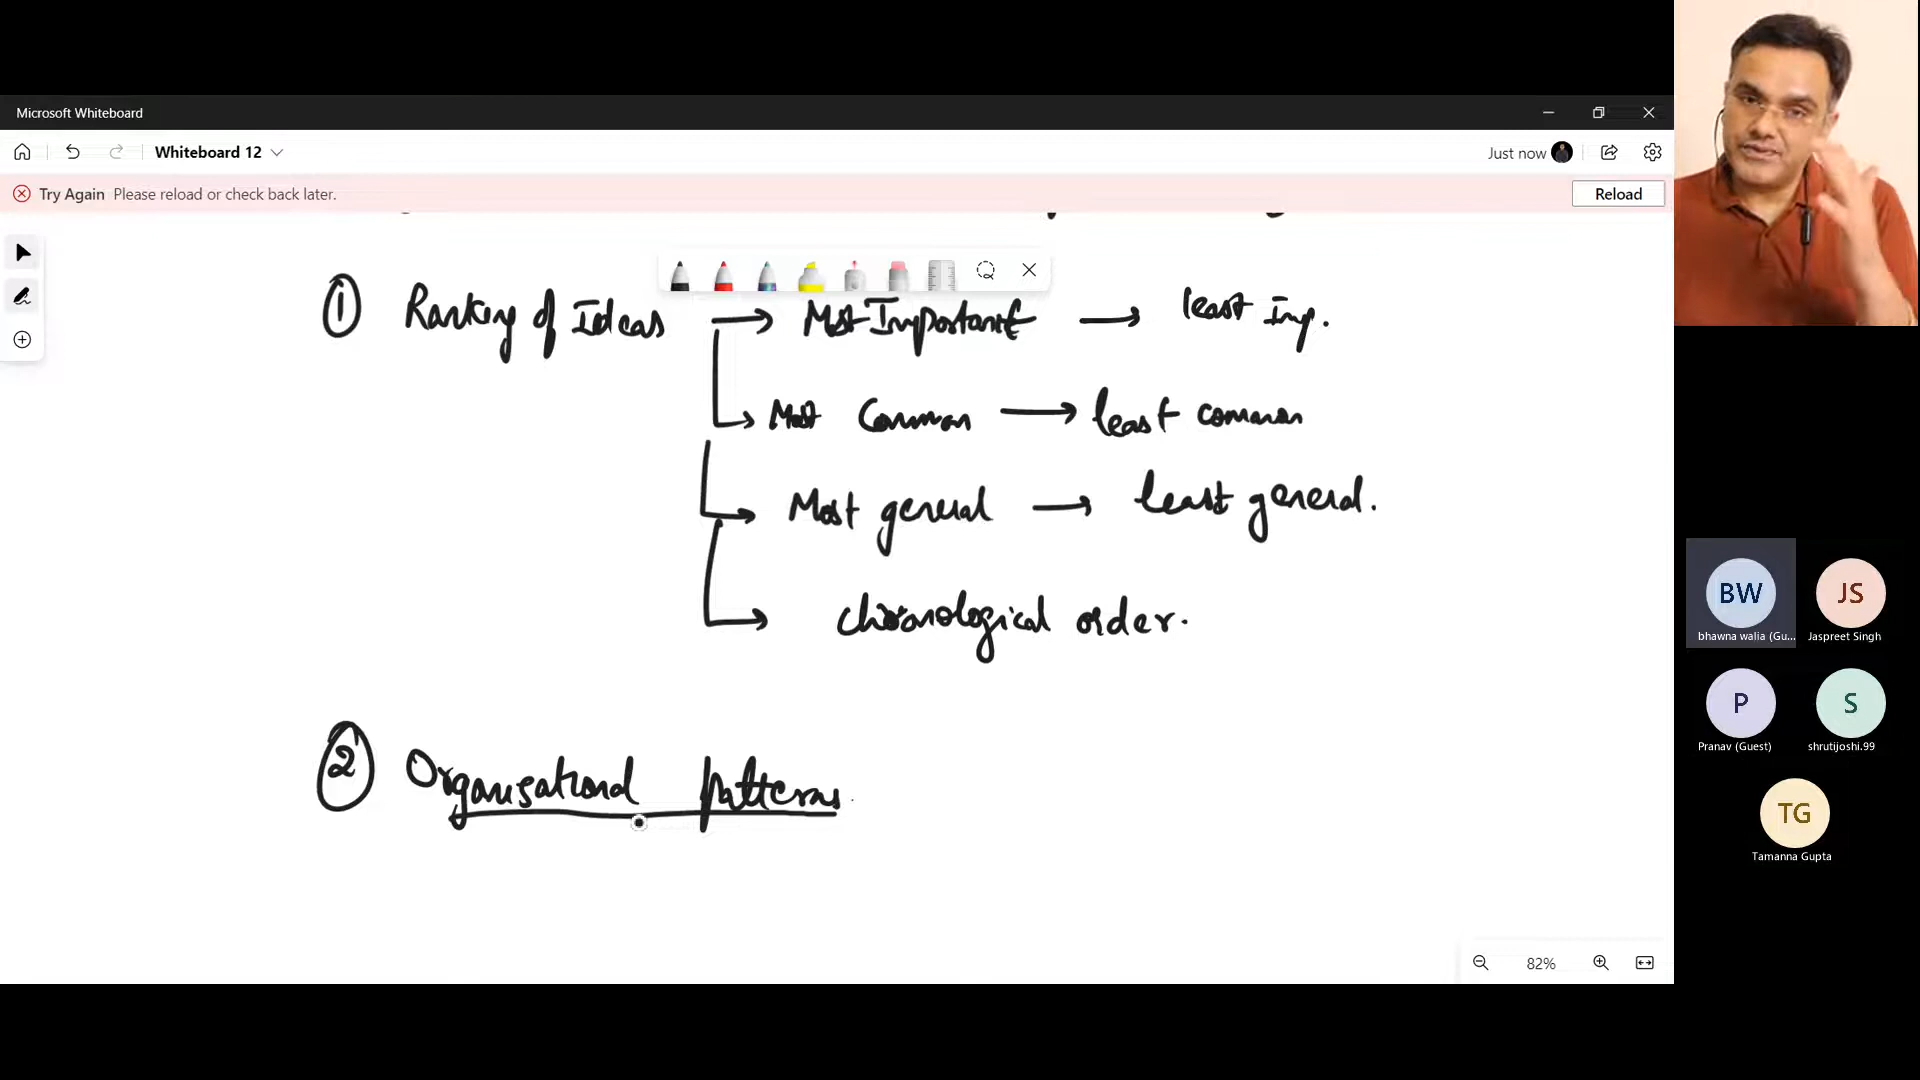 Microsoft Whiteboard
Whiteboard 12
Just now
Try Again Please reload or check back later.
Reload
1 Ranking of Ideas → Most Important → least Imp.
→ Most Common → least common
→ Most general → least general.
→ chronological order.
2 Organisational patterns.
82%
BW
bhawna walia (Gu...
JS
Jaspreet Singh
P
Pranav (Guest)
S
shrutijoshi.99
TG
Tamanna Gupta